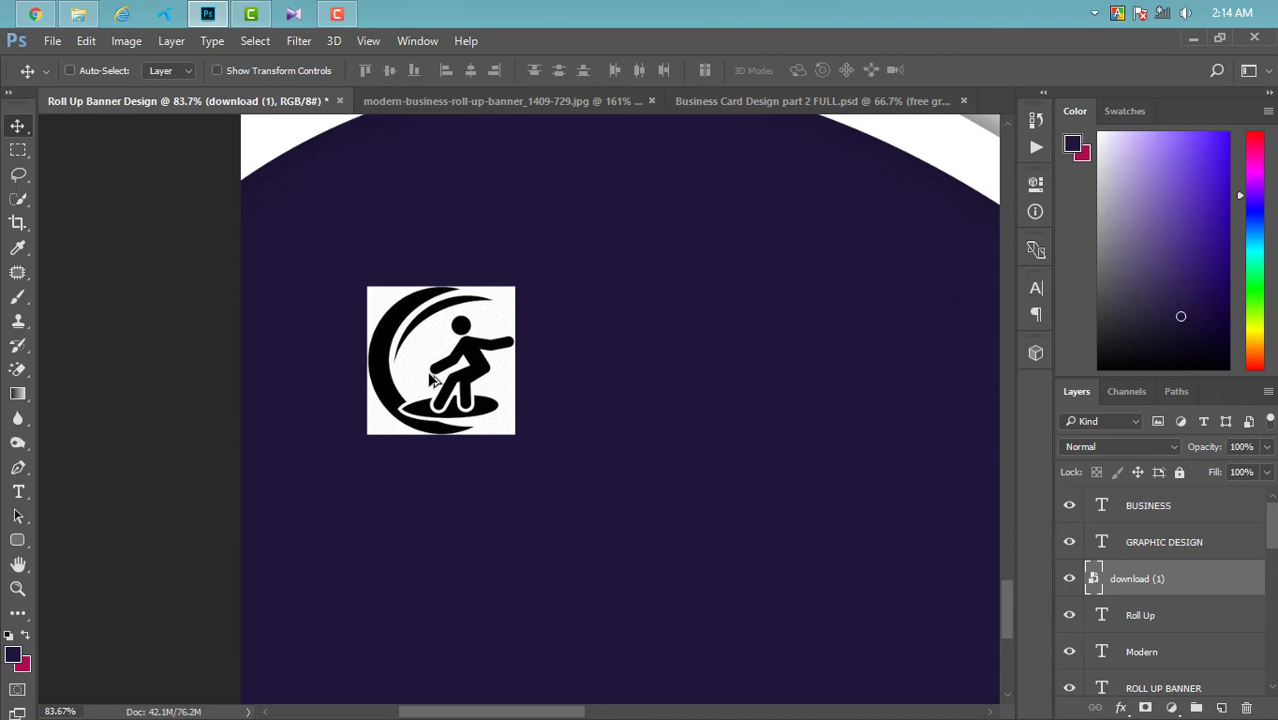 2:14 AM
Ps File Edit Image Layer Type Select Filter 3D View Window Help
Auto-Select: Layer Show Transform Controls 3D Mode:
Roll Up Banner Design @ 83.7% (download (1), RGB/8#) * × modern-business-roll-up-banner_1409-729.jpg @ 161% ... × Business Card Design part 2 FULL.psd @ 66.7% (free gr... ×
Color Swatches
Layers Channels Paths
Kind
Normal Opacity: 100%
Lock: Fill: 100%
T BUSINESS
T GRAPHIC DESIGN
download (1)
T Roll Up
T Modern
T ROLL UP BANNER
83.67% Doc: 42.1M/76.2M